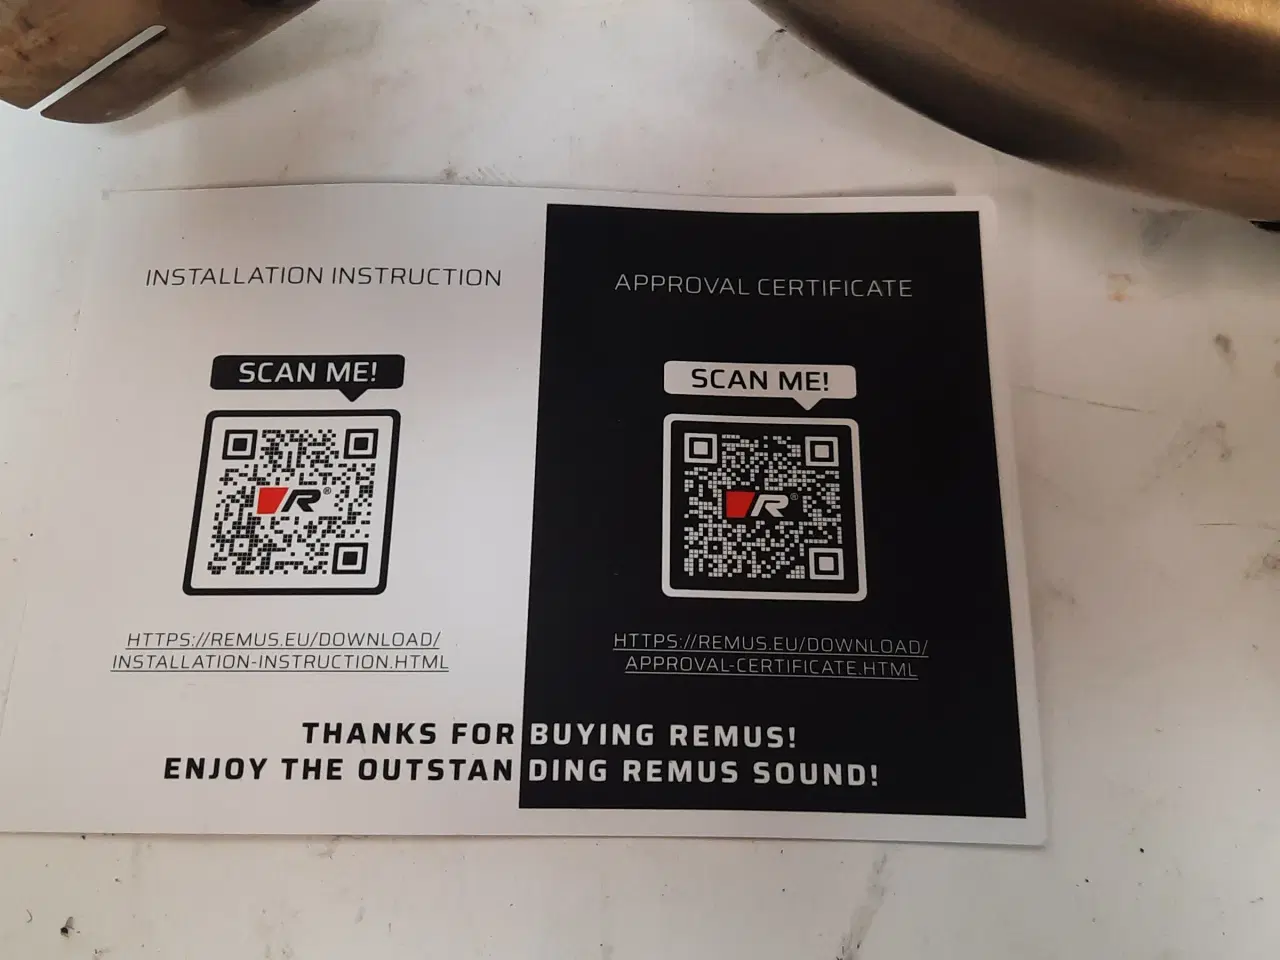 INSTALLATION INSTRUCTION
SCAN ME!
R®
HTTPS://REMUS.EU/DOWNLOAD/
INSTALLATION-INSTRUCTION.HTML
APPROVAL CERTIFICATE
SCAN ME!
R®
HTTPS://REMUS.EU/DOWNLOAD/
APPROVAL-CERTIFICATE.HTML
THANKS FOR BUYING REMUS!
ENJOY THE OUTSTANDING REMUS SOUND!